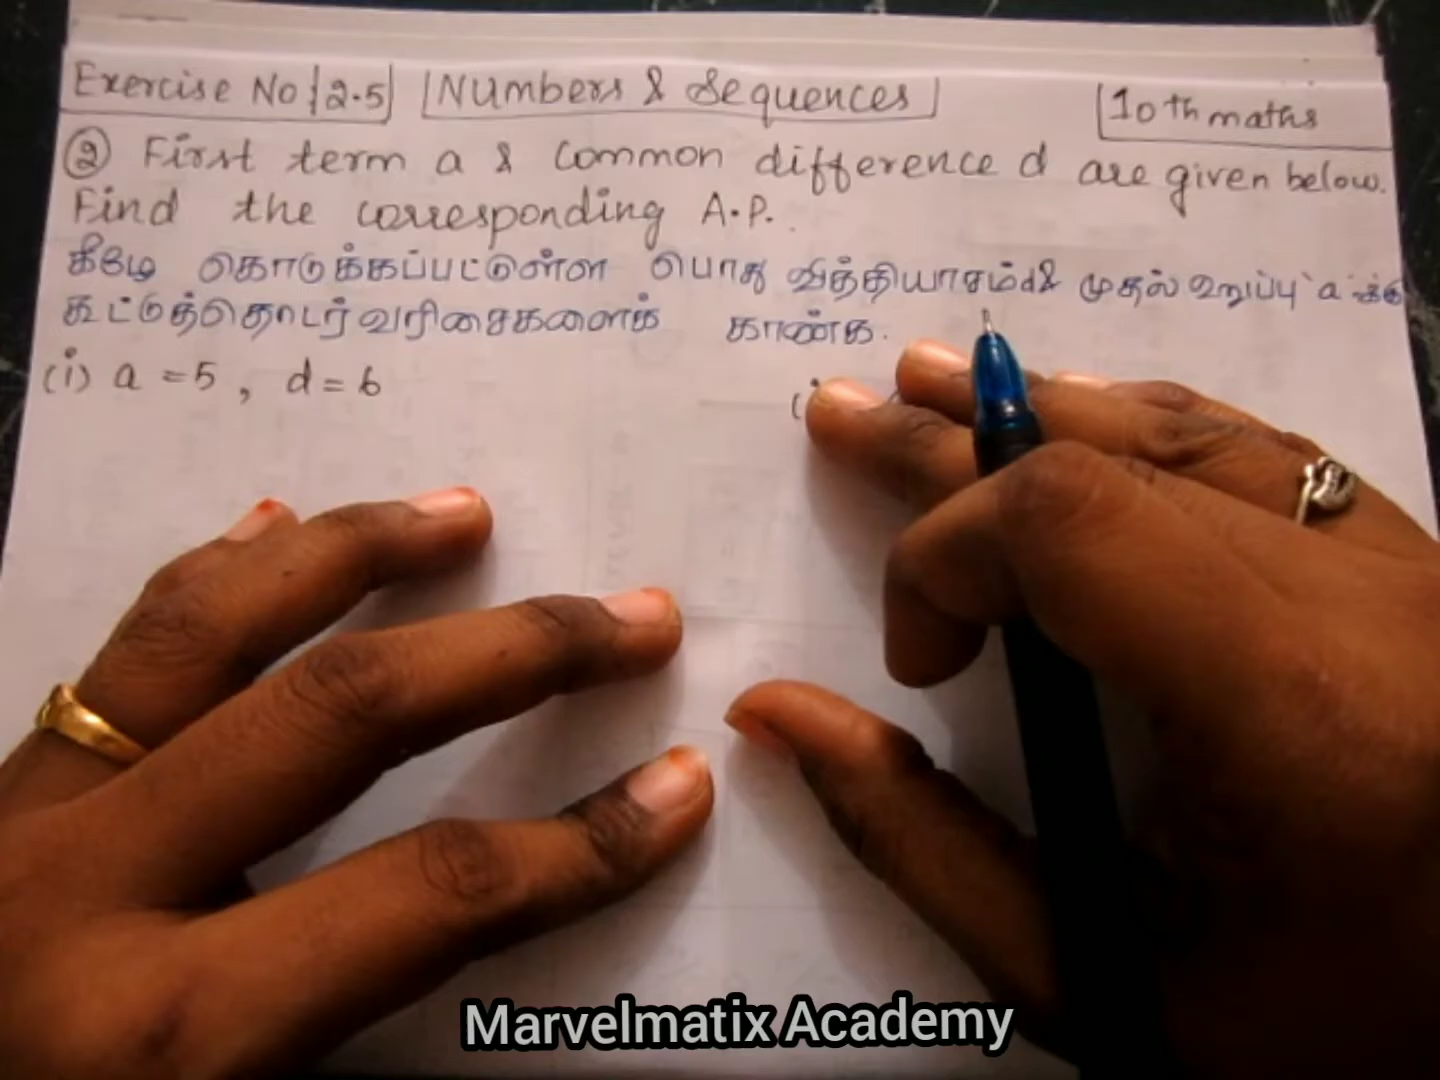 Exercise No | 2.5 | Numbers & Sequences | 10th maths
② First term a & Common difference d are given below.
Find the corresponding A.P.
கீழே கொடுக்கப்பட்டுள்ள பொது வித்தியாசம் d & முதல் உறுப்பு 'a'-க்கு
கூட்டுத்தொடர் வரிசைகளைக் காண்க.
(i) a = 5 , d = 6
Marvelmatix Academy